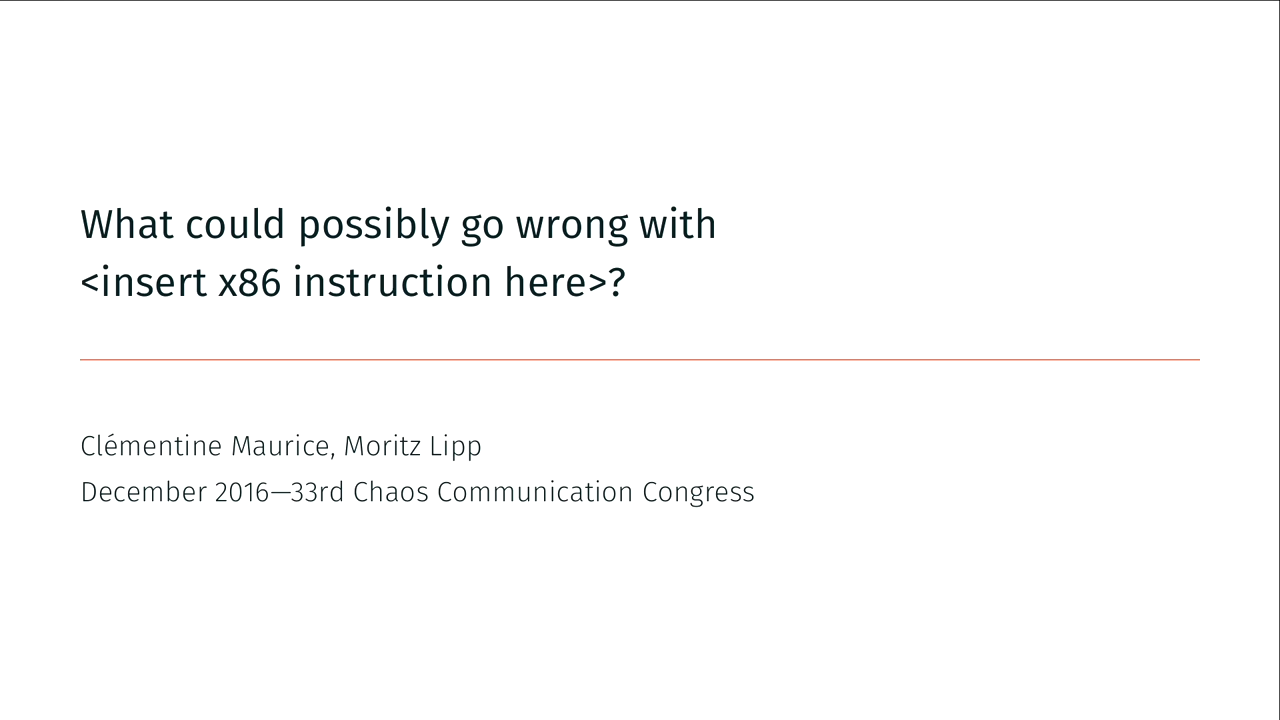 What could possibly go wrong with
<insert x86 instruction here>?
Clémentine Maurice, Moritz Lipp
December 2016—33rd Chaos Communication Congress